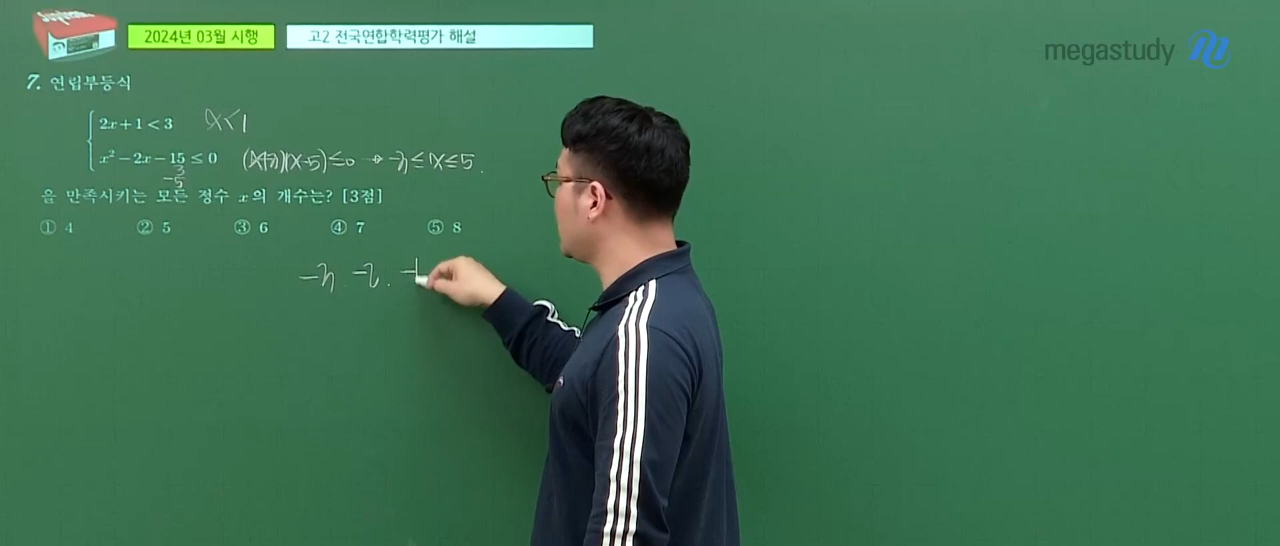 2024년 03월 시행
고2 전국연합학력평가 해설
megastudy
7. 연립부등식
2x+1<3 x<1
x²-2x-15≤0 (x+3)(x-5)≤0 → -3≤x≤5.
3
-5
을 만족시키는 모든 정수 x의 개수는? [3점]
① 4 ② 5 ③ 6 ④ 7 ⑤ 8
-3. -2. -1